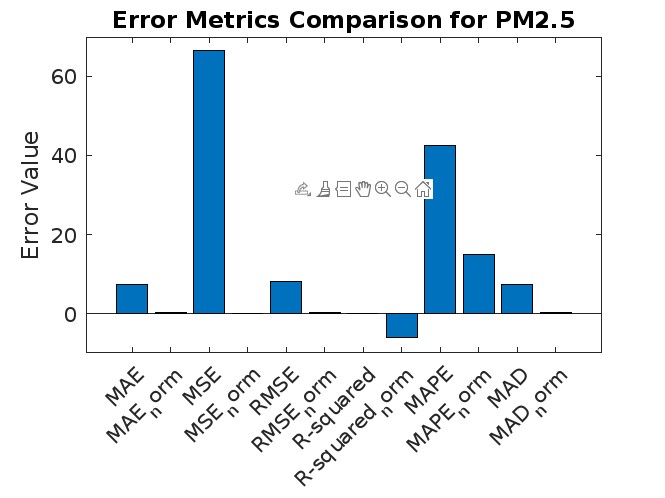 Error Metrics Comparison for PM2.5
Error Value
60
40
20
0
MAE
MAE_norm
MSE
MSE_norm
RMSE
RMSE_norm
R-squared
R-squared_norm
MAPE
MAPE_norm
MAD
MAD_norm